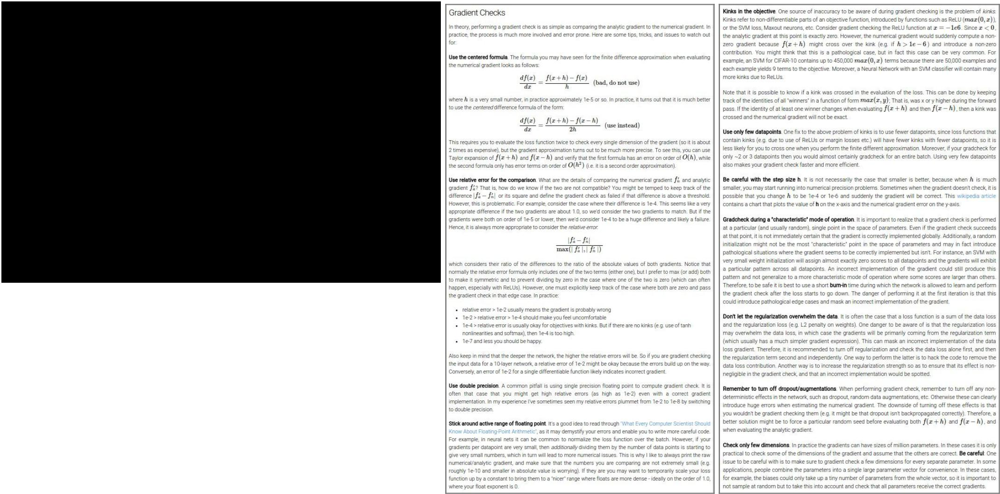 Gradient Checks
In theory, performing a gradient check is as simple as comparing the analytic gradient to the numerical gradient. In
practice, the process is much more involved and error prone. Here are some tips, tricks, and issues to watch out
for:
Use the centered formula. The formula you may have seen for the finite difference approximation when evaluating
the numerical gradient looks as follows:
df(x)/dx = (f(x + h) − f(x))/h (bad, do not use)
where h is a very small number, in practice approximately 1e-5 or so. In practice, it turns out that it is much better
to use the centered difference formula of the form:
df(x)/dx = (f(x + h) − f(x − h))/2h (use instead)
This requires you to evaluate the loss function twice to check every single dimension of the gradient (so it is about
2 times as expensive), but the gradient approximation turns out to be much more precise. To see this, you can use
Taylor expansion of f(x + h) and f(x − h) and verify that the first formula has an error on order of O(h), while
the second formula only has error terms on order of O(h²) (i.e. it is a second order approximation).
Use relative error for the comparison. What are the details of comparing the numerical gradient f′n and analytic
gradient f′a? That is, how do we know if the two are not compatible? You might be temped to keep track of the
difference |f′a − f′n| or its square and define the gradient check as failed if that difference is above a threshold.
However, this is problematic. For example, consider the case where their difference is 1e-4. This seems like a very
appropriate difference if the two gradients are about 1.0, so we'd consider the two gradients to match. But if the
gradients were both on order of 1e-5 or lower, then we'd consider 1e-4 to be a huge difference and likely a failure.
Hence, it is always more appropriate to consider the relative error:
|f′a − f′n| / max(| f′a |, | f′n |)
which considers their ratio of the differences to the ratio of the absolute values of both gradients. Notice that
normally the relative error formula only includes one of the two terms (either one), but I prefer to max (or add) both
to make it symmetric and to prevent dividing by zero in the case where one of the two is zero (which can often
happen, especially with ReLUs). However, one must explicitly keep track of the case where both are zero and pass
the gradient check in that edge case. In practice:
• relative error > 1e-2 usually means the gradient is probably wrong
• 1e-2 > relative error > 1e-4 should make you feel uncomfortable
• 1e-4 > relative error is usually okay for objectives with kinks. But if there are no kinks (e.g. use of tanh
nonlinearities and softmax), then 1e-4 is too high.
• 1e-7 and less you should be happy.
Also keep in mind that the deeper the network, the higher the relative errors will be. So if you are gradient checking
the input data for a 10-layer network, a relative error of 1e-2 might be okay because the errors build up on the way.
Conversely, an error of 1e-2 for a single differentiable function likely indicates incorrect gradient.
Use double precision. A common pitfall is using single precision floating point to compute gradient check. It is
often that case that you might get high relative errors (as high as 1e-2) even with a correct gradient
implementation. In my experience I've sometimes seen my relative errors plummet from 1e-2 to 1e-8 by switching
to double precision.
Stick around active range of floating point. It's a good idea to read through "What Every Computer Scientist Should
Know About Floating-Point Arithmetic", as it may demystify your errors and enable you to write more careful code.
For example, in neural nets it can be common to normalize the loss function over the batch. However, if your
gradients per datapoint are very small, then additionally dividing them by the number of data points is starting to
give very small numbers, which in turn will lead to more numerical issues. This is why I like to always print the raw
numerical/analytic gradient, and make sure that the numbers you are comparing are not extremely small (e.g.
roughly 1e-10 and smaller in absolute value is worrying). If they are you may want to temporarily scale your loss
function up by a constant to bring them to a "nicer" range where floats are more dense - ideally on the order of 1.0,
where your float exponent is 0.
Kinks in the objective. One source of inaccuracy to be aware of during gradient checking is the problem of kinks.
Kinks refer to non-differentiable parts of an objective function, introduced by functions such as ReLU (max(0, x)),
or the SVM loss, Maxout neurons, etc. Consider gradient checking the ReLU function at x = −1e6. Since x < 0,
the analytic gradient at this point is exactly zero. However, the numerical gradient would suddenly compute a non-
zero gradient because f(x + h) might cross over the kink (e.g. if h > 1e − 6) and introduce a non-zero
contribution. You might think that this is a pathological case, but in fact this case can be very common. For
example, an SVM for CIFAR-10 contains up to 450,000 max(0, x) terms because there are 50,000 examples and
each example yields 9 terms to the objective. Moreover, a Neural Network with an SVM classifier will contain many
more kinks due to ReLUs.
Note that it is possible to know if a kink was crossed in the evaluation of the loss. This can be done by keeping
track of the identities of all "winners" in a function of form max(x, y); That is, was x or y higher during the forward
pass. If the identity of at least one winner changes when evaluating f(x + h) and then f(x − h), then a kink was
crossed and the numerical gradient will not be exact.
Use only few datapoints. One fix to the above problem of kinks is to use fewer datapoints, since loss functions that
contain kinks (e.g. due to use of ReLUs or margin losses etc.) will have fewer kinks with fewer datapoints, so it is
less likely for you to cross one when you perform the finite different approximation. Moreover, if your gradcheck for
only ~2 or 3 datapoints then you would almost certainly gradcheck for an entire batch. Using very few datapoints
also makes your gradient check faster and more efficient.
Be careful with the step size h. It is not necessarily the case that smaller is better, because when h is much
smaller, you may start running into numerical precision problems. Sometimes when the gradient doesn't check, it is
possible that you change h to be 1e-4 or 1e-6 and suddenly the gradient will be correct. This wikipedia article
contains a chart that plots the value of h on the x-axis and the numerical gradient error on the y-axis.
Gradcheck during a "characteristic" mode of operation. It is important to realize that a gradient check is performed
at a particular (and usually random), single point in the space of parameters. Even if the gradient check succeeds
at that point, it is not immediately certain that the gradient is correctly implemented globally. Additionally, a random
initialization might not be the most "characteristic" point in the space of parameters and may in fact introduce
pathological situations where the gradient seems to be correctly implemented but isn't. For instance, an SVM with
very small weight initialization will assign almost exactly zero scores to all datapoints and the gradients will exhibit
a particular pattern across all datapoints. An incorrect implementation of the gradient could still produce this
pattern and not generalize to a more characteristic mode of operation where some scores are larger than others.
Therefore, to be safe it is best to use a short burn-in time during which the network is allowed to learn and perform
the gradient check after the loss starts to go down. The danger of performing it at the first iteration is that this
could introduce pathological edge cases and mask an incorrect implementation of the gradient.
Don't let the regularization overwhelm the data. It is often the case that a loss function is a sum of the data loss
and the regularization loss (e.g. L2 penalty on weights). One danger to be aware of is that the regularization loss
may overwhelm the data loss, in which case the gradients will be primarily coming from the regularization term
(which usually has a much simpler gradient expression). This can mask an incorrect implementation of the data
loss gradient. Therefore, it is recommended to turn off regularization and check the data loss alone first, and then
the regularization term second and independently. One way to perform the latter is to hack the code to remove the
data loss contribution. Another way is to increase the regularization strength so as to ensure that its effect is non-
negligible in the gradient check, and that an incorrect implementation would be spotted.
Remember to turn off dropout/augmentations. When performing gradient check, remember to turn off any non-
deterministic effects in the network, such as dropout, random data augmentations, etc. Otherwise these can clearly
introduce huge errors when estimating the numerical gradient. The downside of turning off these effects is that
you wouldn't be gradient checking them (e.g. it might be that dropout isn't backpropagated correctly). Therefore, a
better solution might be to force a particular random seed before evaluating both f(x + h) and f(x − h), and
when evaluating the analytic gradient.
Check only few dimensions. In practice the gradients can have sizes of million parameters. In these cases it is only
practical to check some of the dimensions of the gradient and assume that the others are correct. Be careful: One
issue to be careful with is to make sure to gradient check a few dimensions for every separate parameter. In some
applications, people combine the parameters into a single large parameter vector for convenience. In these cases,
for example, the biases could only take up a tiny number of parameters from the whole vector, so it is important to
not sample at random but to take this into account and check that all parameters receive the correct gradients.